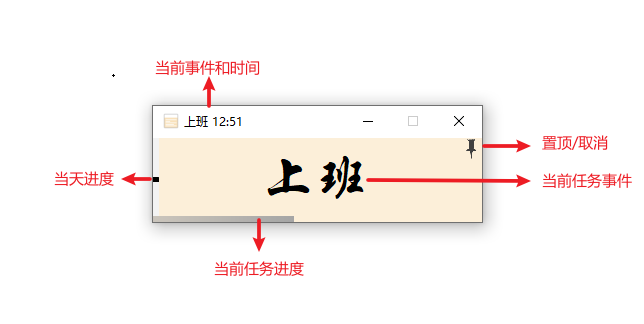 当前事件和时间
上班 12:51
置顶/取消
当天进度
上班
当前任务事件
当前任务进度